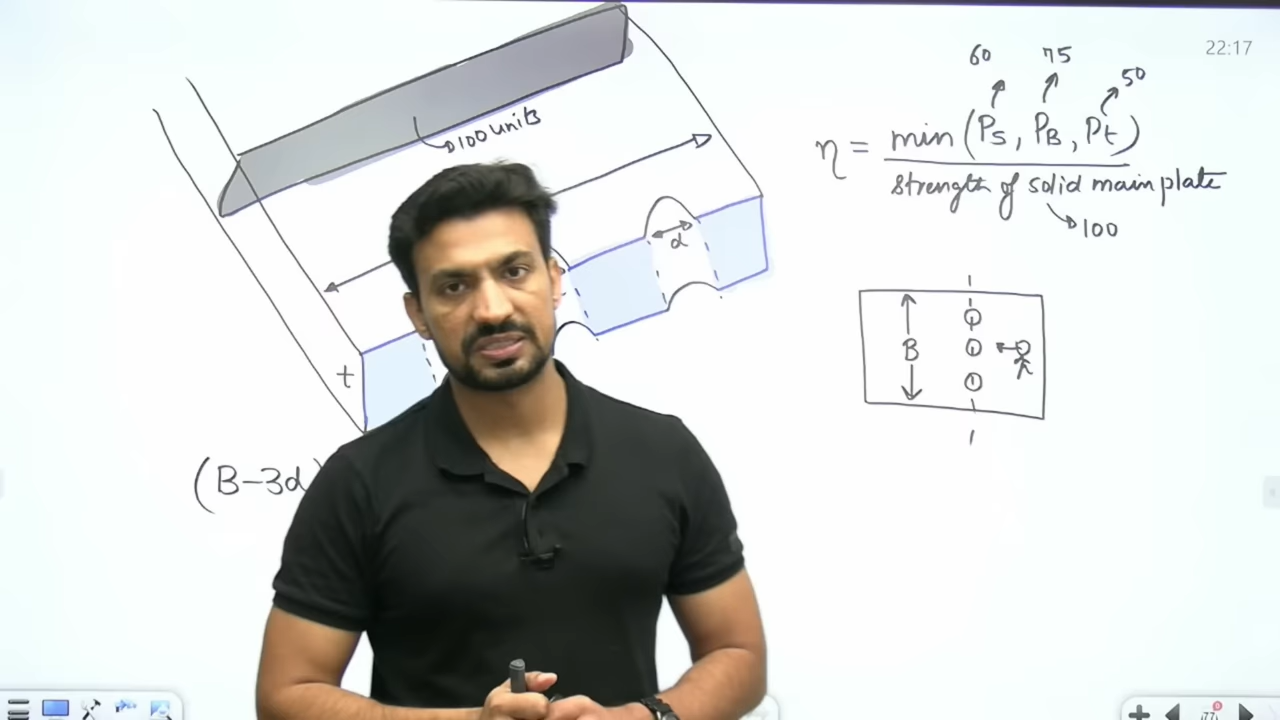 22:17
60 75 50
η = min (Ps, PB, Pt)
Strength of solid main plate
100
100 units
d
t
B
(B-3d)